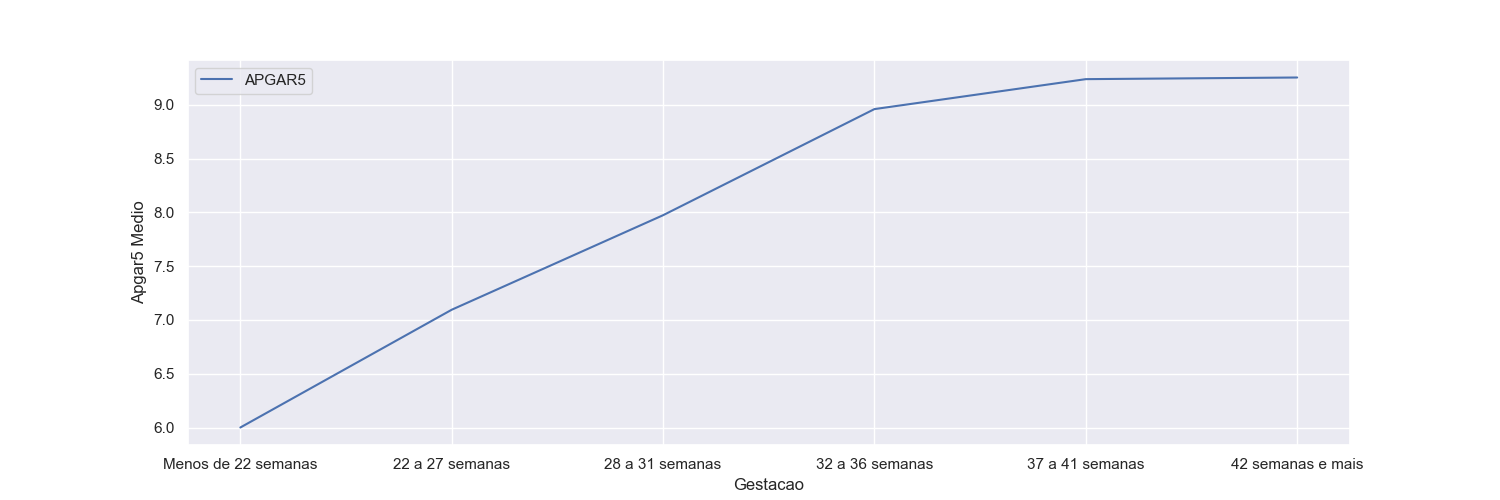 APGAR5
Apgar5 Medio
9.0
8.5
8.0
7.5
7.0
6.5
6.0
Menos de 22 semanas
22 a 27 semanas
28 a 31 semanas
32 a 36 semanas
37 a 41 semanas
42 semanas e mais
Gestacao